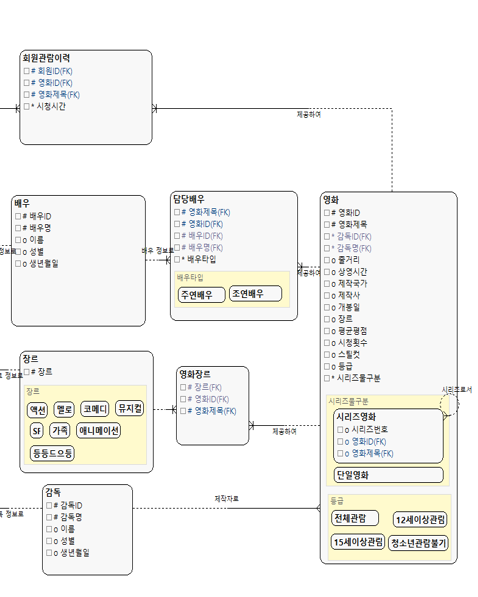 회원관람이력
# 회원ID(FK)
# 영화ID(FK)
# 영화제목(FK)
* 시청시간
제공하여
배우
# 배우ID
# 배우명
o 이름
o 성별
o 생년월일
정보로
배우 정보로
담당배우
# 영화제목(FK)
# 영화ID(FK)
# 배우ID(FK)
# 배우명(FK)
* 배우타입
배우타입
주연배우
조연배우
제공하여
영화
# 영화ID
# 영화제목
* 감독ID(FK)
* 감독명(FK)
o 줄거리
o 상영시간
o 제작국가
o 제작사
o 개봉일
o 장르
o 평균평점
o 시청횟수
o 스틸컷
o 등급
* 시리즈물구분
시리즈물구분
시리즈로서
시리즈영화
o 시리즈번호
o 영화ID(FK)
o 영화제목(FK)
단일영화
등급
전체관람
12세이상관람
15세이상관람
청소년관람불가
장르
# 장르
정보로
장르
액션
멜로
코메디
뮤지컬
SF
가족
애니메이션
등등드으등
영화장르
# 장르(FK)
# 영화ID(FK)
# 영화제목(FK)
제공하여
감독
# 감독ID
# 감독명
o 이름
o 성별
o 생년월일
정보로
제작자로